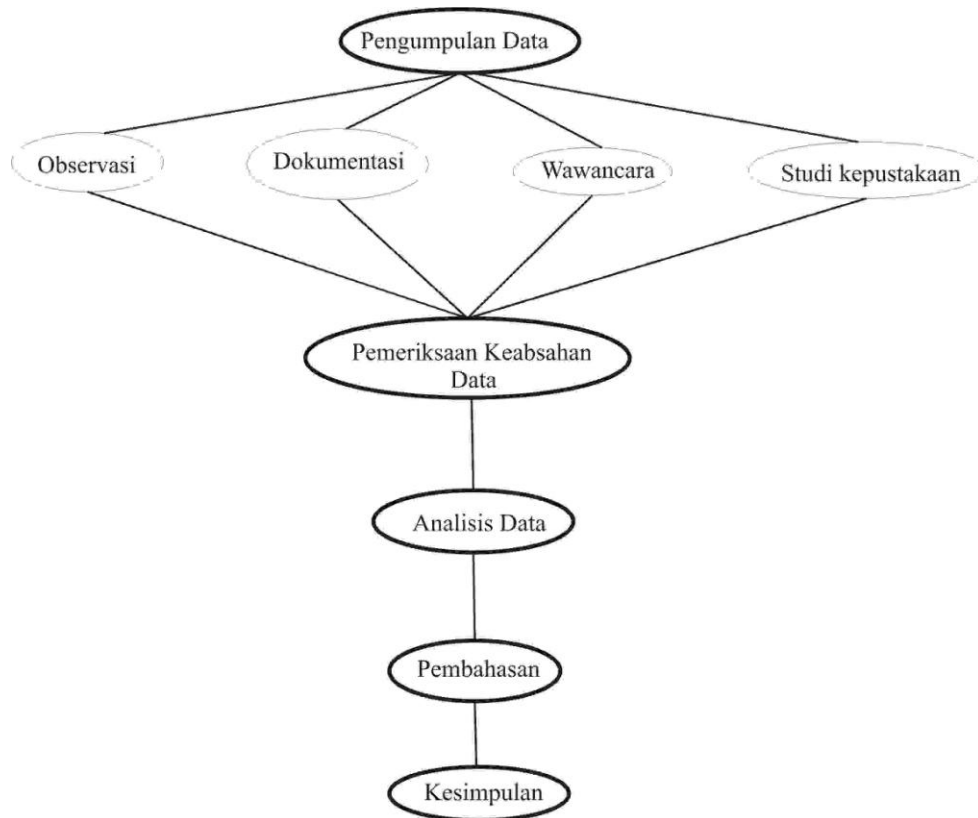 Pengumpulan Data
Observasi
Dokumentasi
Wawancara
Studi kepustakaan
Pemeriksaan Keabsahan
Data
Analisis Data
Pembahasan
Kesimpulan